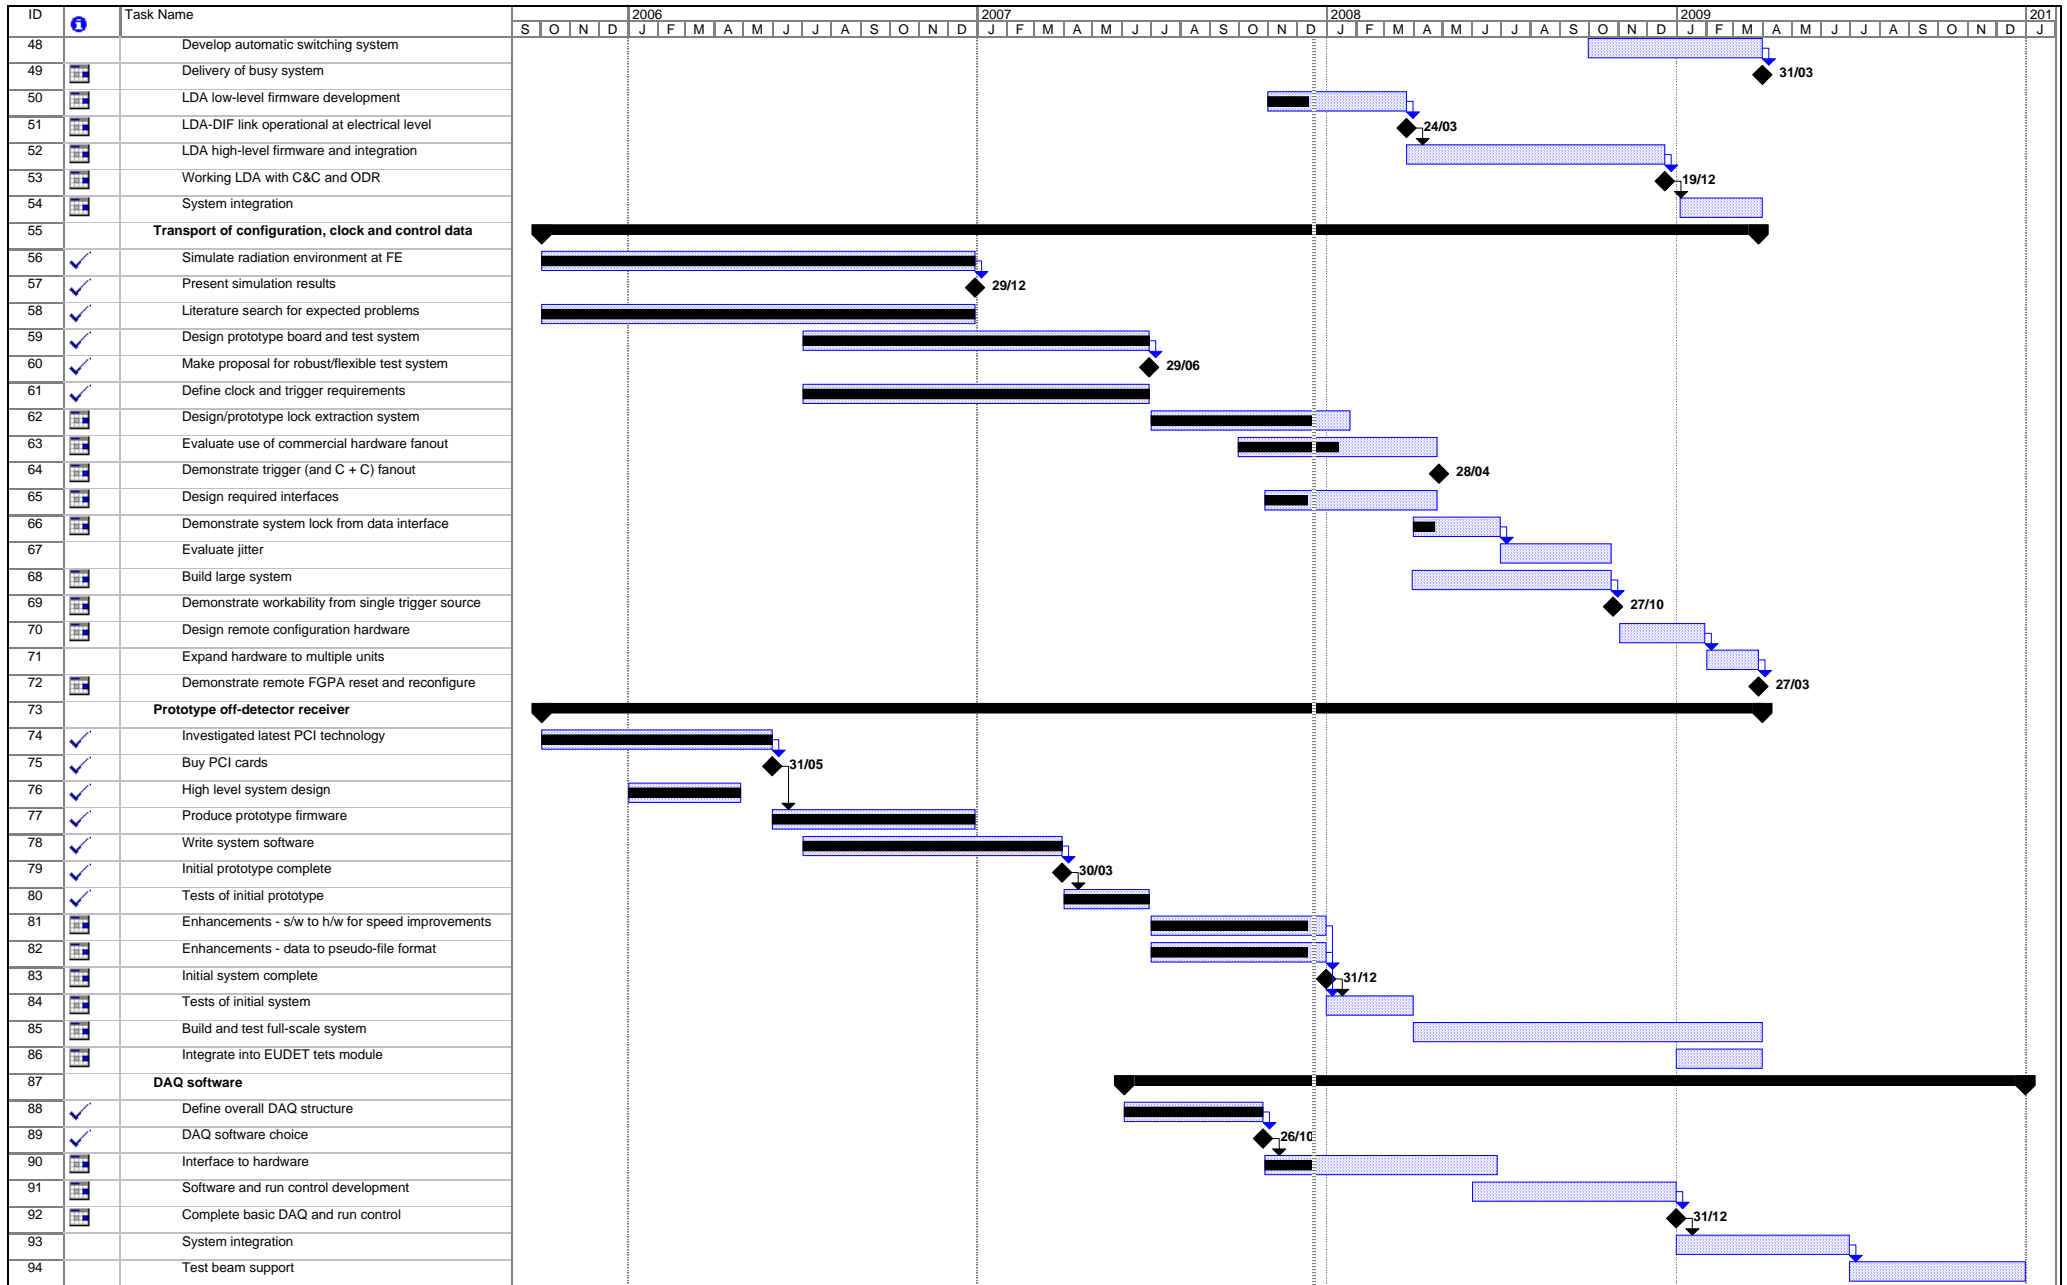 ID Task Name 2006 2007 2008 2009 201
S O N D J F M A M J J A S O N D J F M A M J J A S O N D J F M A M J J A S O N D J F M A M J J A S O N D J
48 Develop automatic switching system
49 Delivery of busy system 31/03
50 LDA low-level firmware development
51 LDA-DIF link operational at electrical level 24/03
52 LDA high-level firmware and integration
53 Working LDA with C&C and ODR 19/12
54 System integration
55 Transport of configuration, clock and control data
56 Simulate radiation environment at FE
57 Present simulation results 29/12
58 Literature search for expected problems
59 Design prototype board and test system
60 Make proposal for robust/flexible test system 29/06
61 Define clock and trigger requirements
62 Design/prototype lock extraction system
63 Evaluate use of commercial hardware fanout
64 Demonstrate trigger (and C + C) fanout 28/04
65 Design required interfaces
66 Demonstrate system lock from data interface
67 Evaluate jitter
68 Build large system
69 Demonstrate workability from single trigger source 27/10
70 Design remote configuration hardware
71 Expand hardware to multiple units
72 Demonstrate remote FGPA reset and reconfigure 27/03
73 Prototype off-detector receiver
74 Investigated latest PCI technology
75 Buy PCI cards 31/05
76 High level system design
77 Produce prototype firmware
78 Write system software
79 Initial prototype complete 30/03
80 Tests of initial prototype
81 Enhancements - s/w to h/w for speed improvements
82 Enhancements - data to pseudo-file format
83 Initial system complete 31/12
84 Tests of initial system
85 Build and test full-scale system
86 Integrate into EUDET tets module
87 DAQ software
88 Define overall DAQ structure
89 DAQ software choice 26/10
90 Interface to hardware
91 Software and run control development
92 Complete basic DAQ and run control 31/12
93 System integration
94 Test beam support